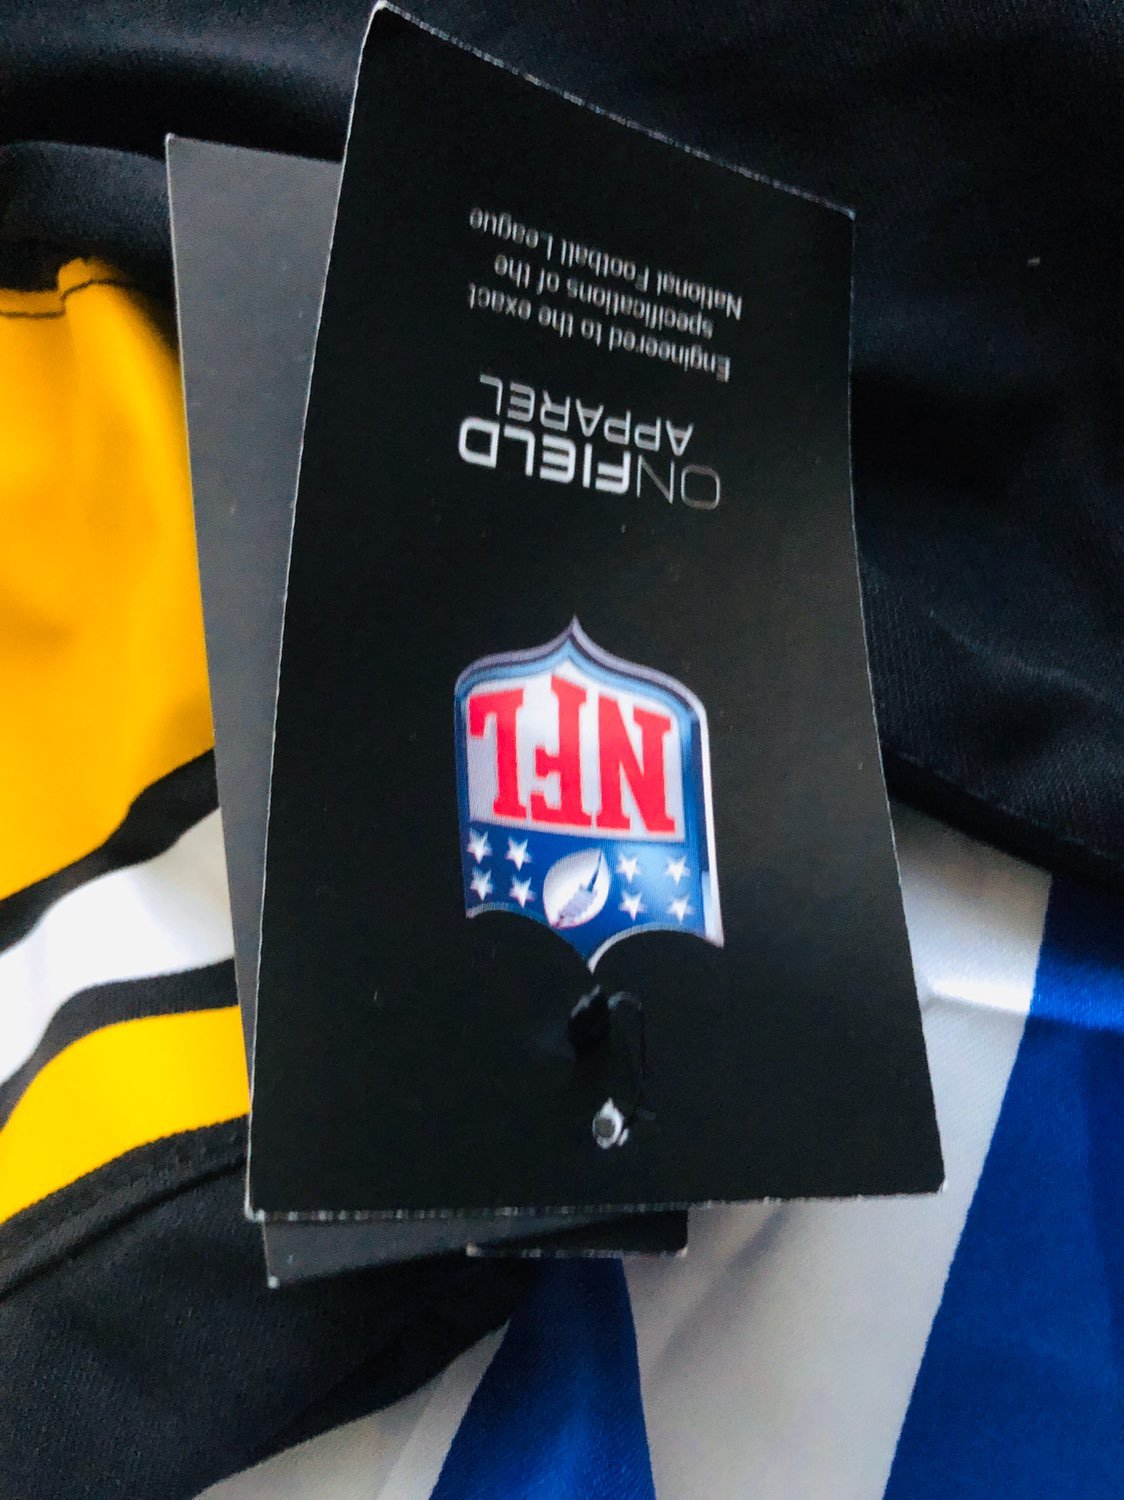 NFL
ONFIELD
APPAREL
Engineered to the exact
specifications of the
National Football League